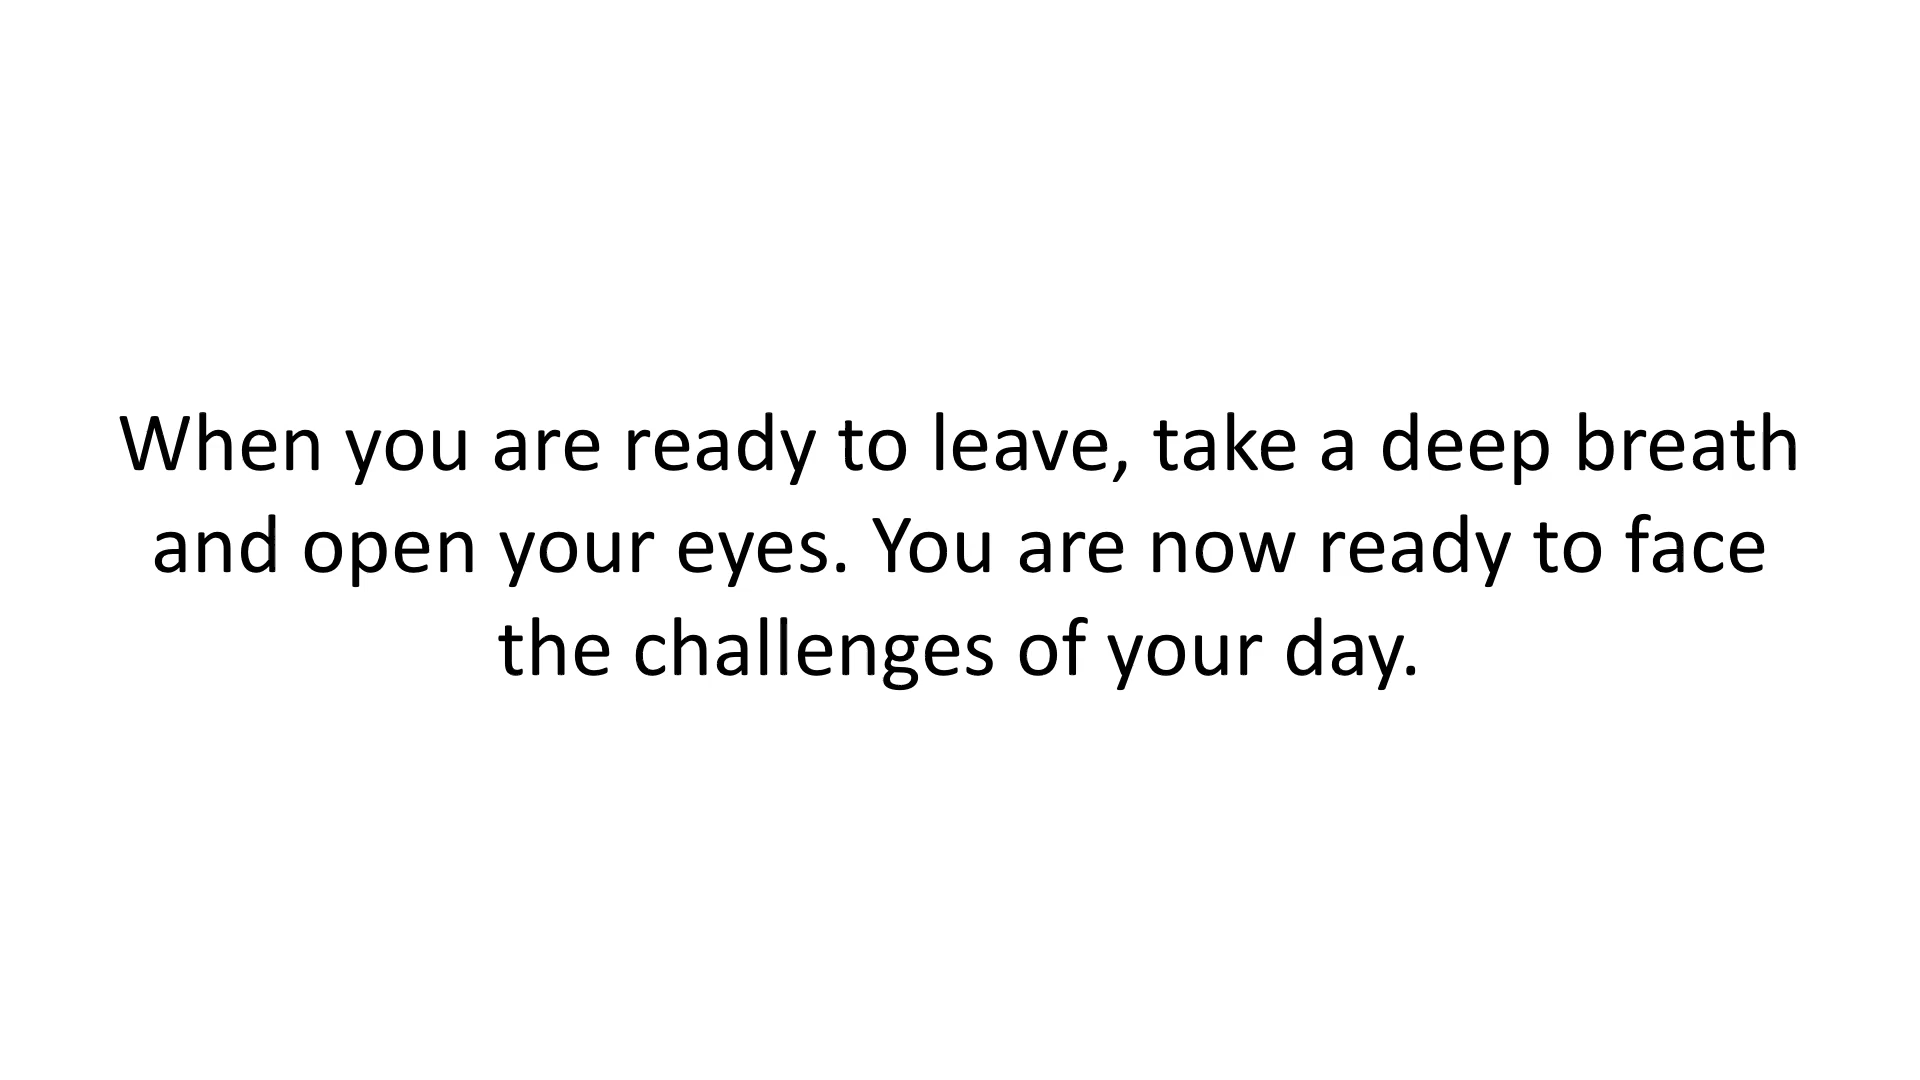 When you are ready to leave, take a deep breath
and open your eyes. You are now ready to face
the challenges of your day.